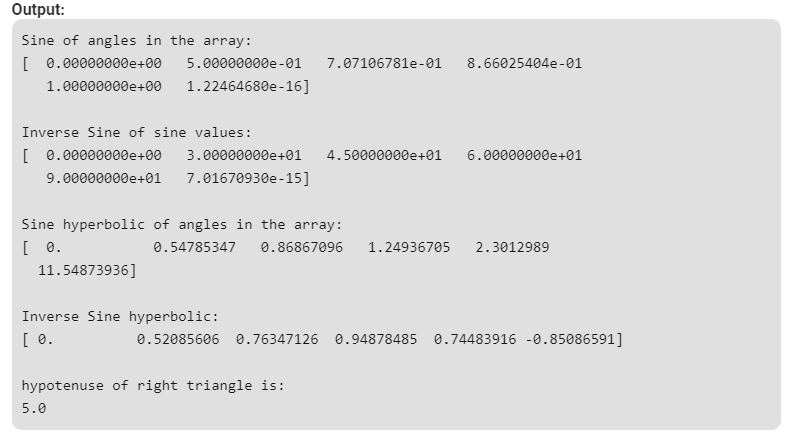 Output:
Sine of angles in the array:
[  0.00000000e+00   5.00000000e-01   7.07106781e-01   8.66025404e-01
   1.00000000e+00   1.22464680e-16]
Inverse Sine of sine values:
[  0.00000000e+00   3.00000000e+01   4.50000000e+01   6.00000000e+01
   9.00000000e+01   7.01670930e-15]
Sine hyperbolic of angles in the array:
[  0.           0.54785347   0.86867096   1.24936705   2.3012989
  11.54873936]
Inverse Sine hyperbolic:
[ 0.          0.52085606  0.76347126  0.94878485  0.74483916 -0.85086591]
hypotenuse of right triangle is:
5.0